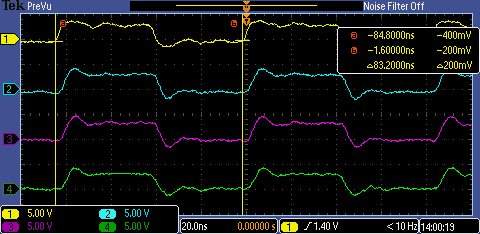 Tek PreVu Noise Filter Off
a −84.8000ns −400mV
b −1.60000ns −200mV
△83.2000ns △200mV
1
2
3
4
1 5.00 V 2 5.00 V
3 5.00 V 4 5.00 V
20.0ns 0.00000 s
1 ∫ 1.40 V
< 10 Hz 14:00:19